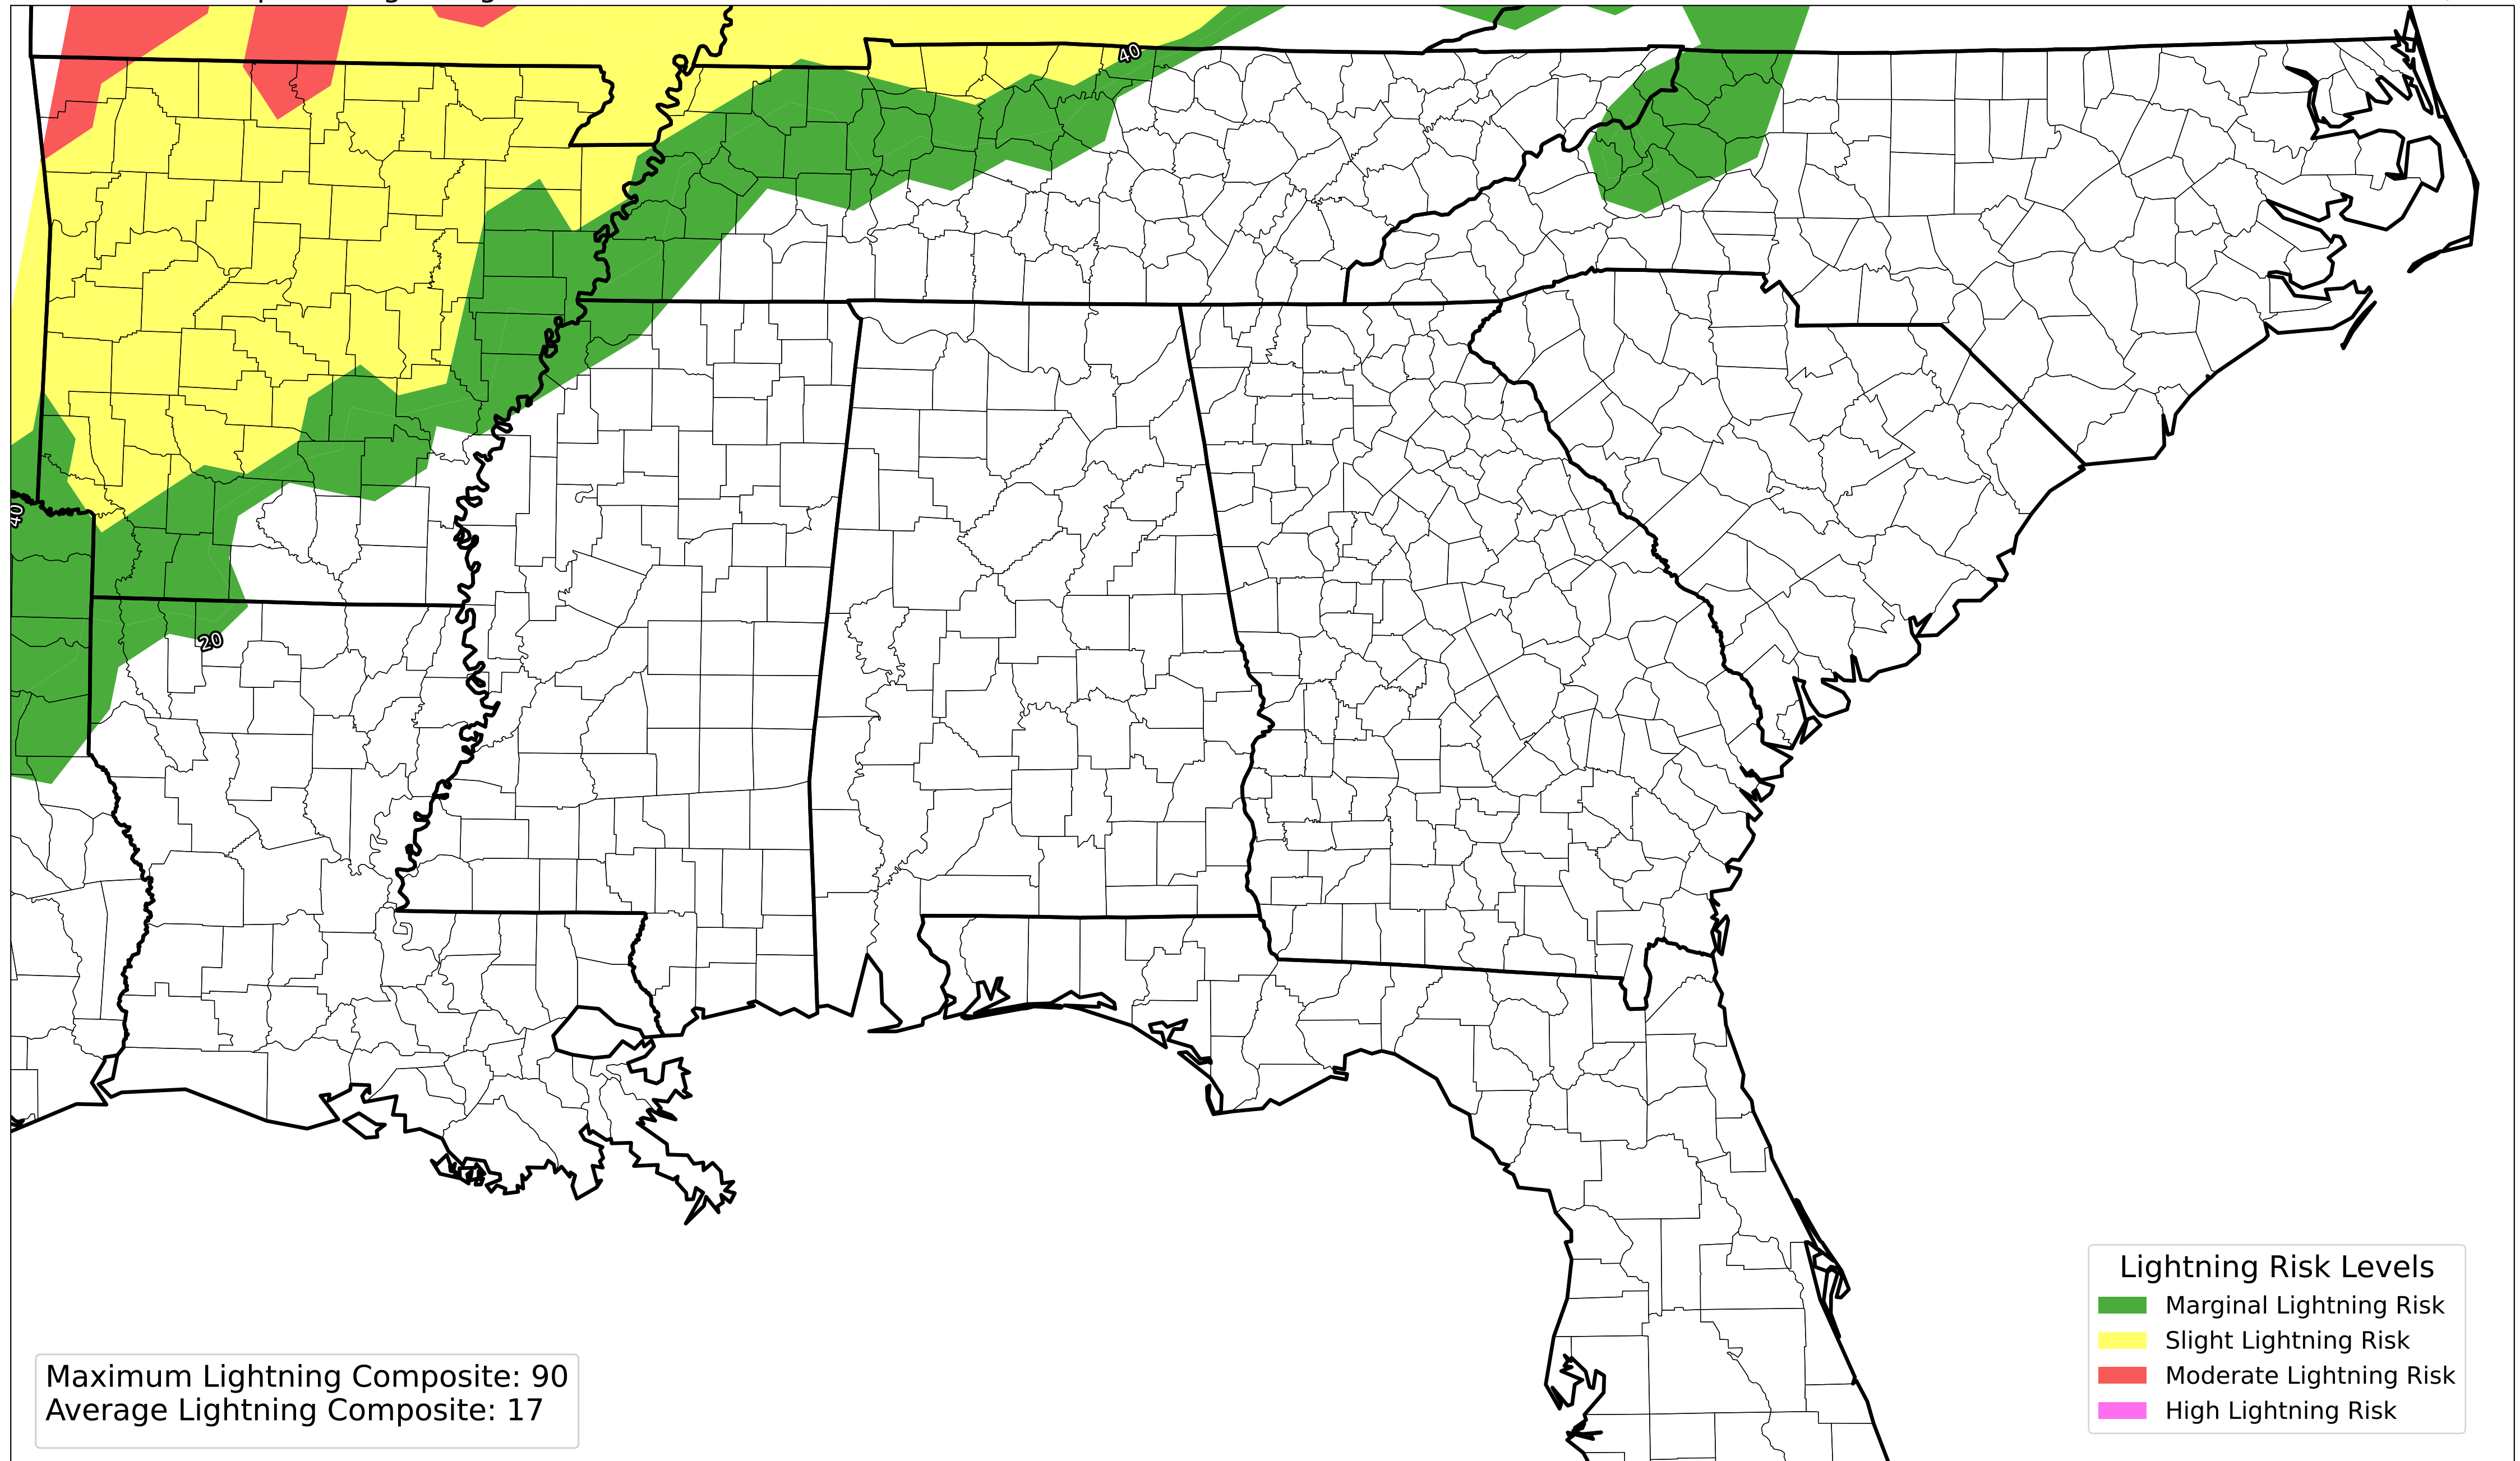 40
40
20
Lightning Risk Levels
Marginal Lightning Risk
Slight Lightning Risk
Moderate Lightning Risk
High Lightning Risk
Maximum Lightning Composite: 90
Average Lightning Composite: 17